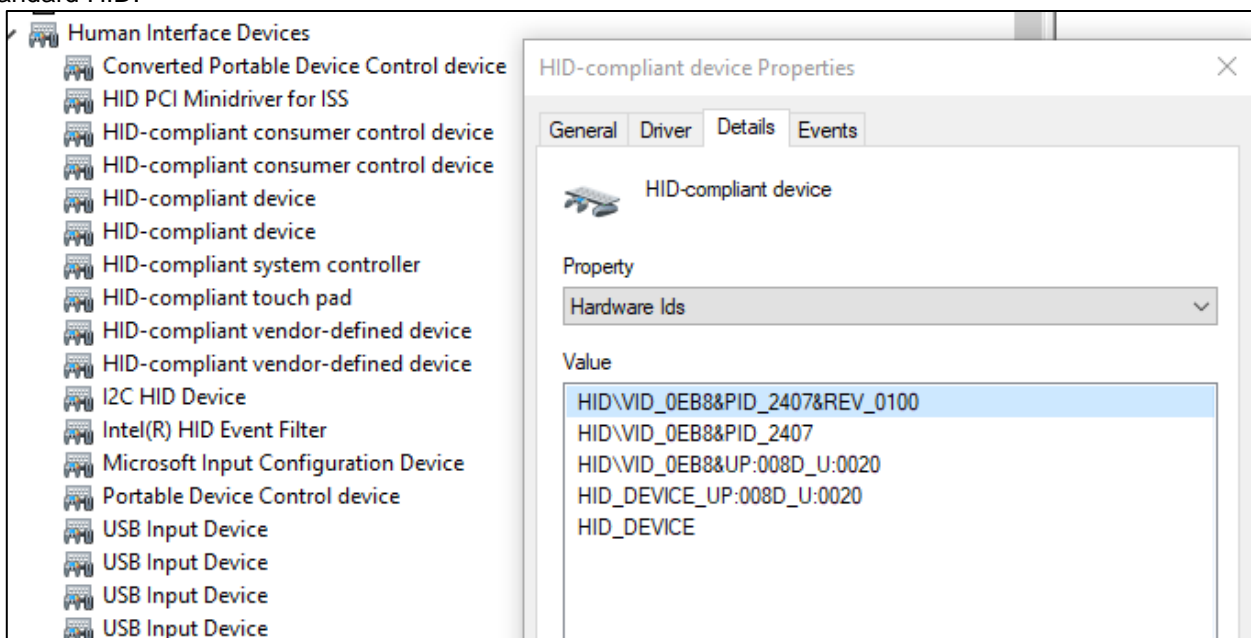 andard HID.
Human Interface Devices
Converted Portable Device Control device
HID PCI Minidriver for ISS
HID-compliant consumer control device
HID-compliant consumer control device
HID-compliant device
HID-compliant device
HID-compliant system controller
HID-compliant touch pad
HID-compliant vendor-defined device
HID-compliant vendor-defined device
I2C HID Device
Intel(R) HID Event Filter
Microsoft Input Configuration Device
Portable Device Control device
USB Input Device
USB Input Device
USB Input Device
USB Input Device
HID-compliant device Properties
General Driver Details Events
HID-compliant device
Property
Hardware Ids
Value
HID\VID_0EB8&PID_2407&REV_0100
HID\VID_0EB8&PID_2407
HID\VID_0EB8&UP:008D_U:0020
HID_DEVICE_UP:008D_U:0020
HID_DEVICE